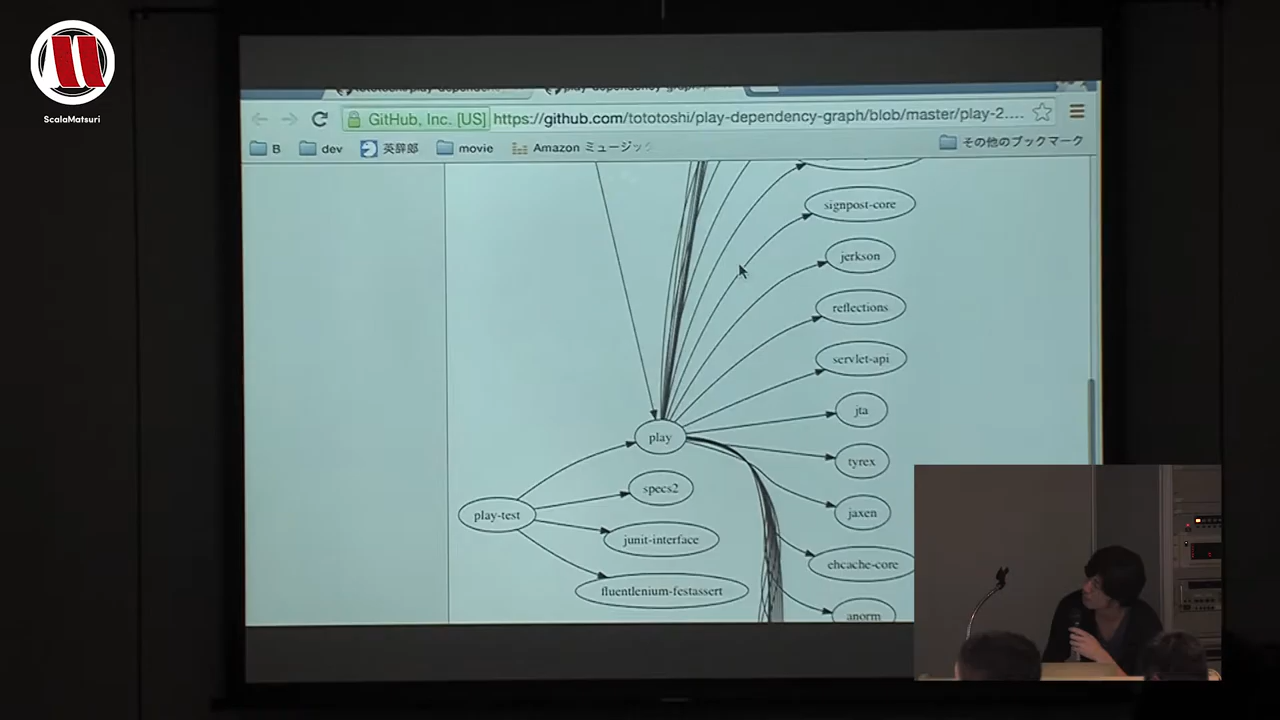 ScalaMatsuri
GitHub, Inc. [US] https://github.com/tototoshi/play-dependency-graph/blob/master/play-2....
B dev 英辞郎 movie Amazon ミュージック その他のブックマーク
signpost-core
jerkson
reflections
servlet-api
jta
play
tyrex
specs2
play-test
jaxen
junit-interface
ehcache-core
fluentlenium-festassert
anorm